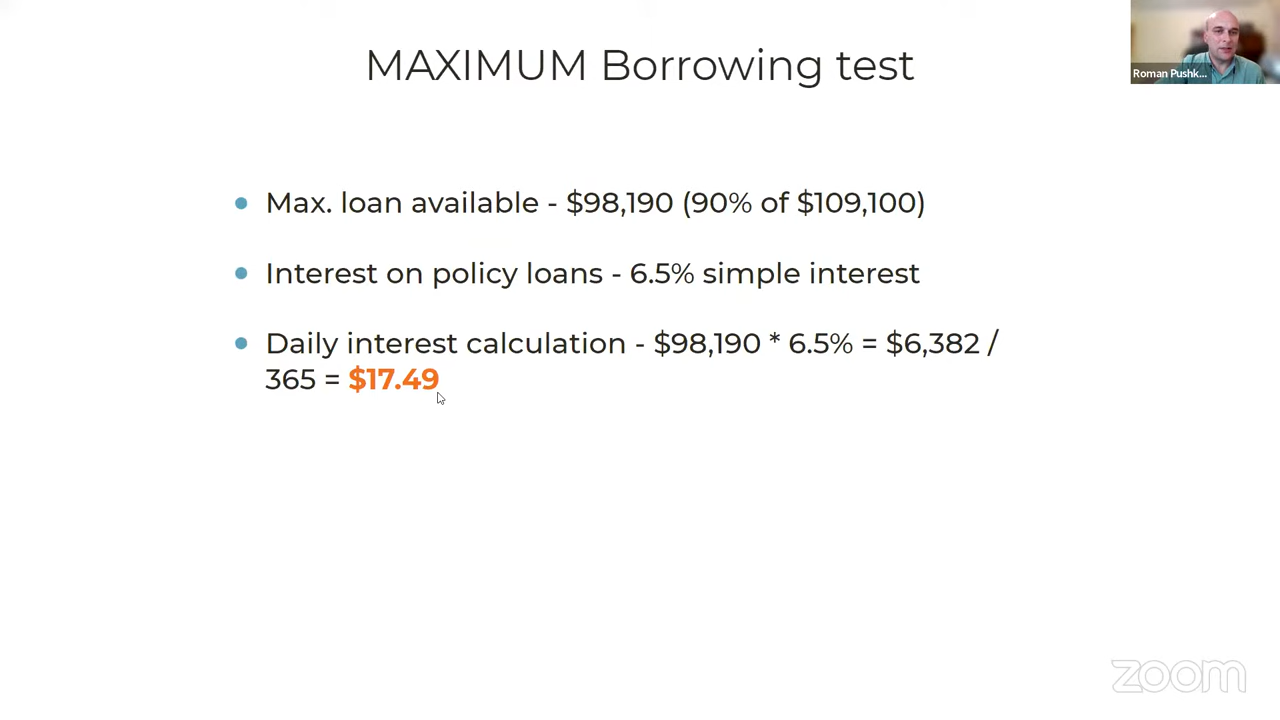 MAXIMUM Borrowing test
Roman Pushk...
Max. loan available - $98,190 (90% of $109,100)
Interest on policy loans - 6.5% simple interest
Daily interest calculation - $98,190 * 6.5% = $6,382 /
365 = $17.49
zoom